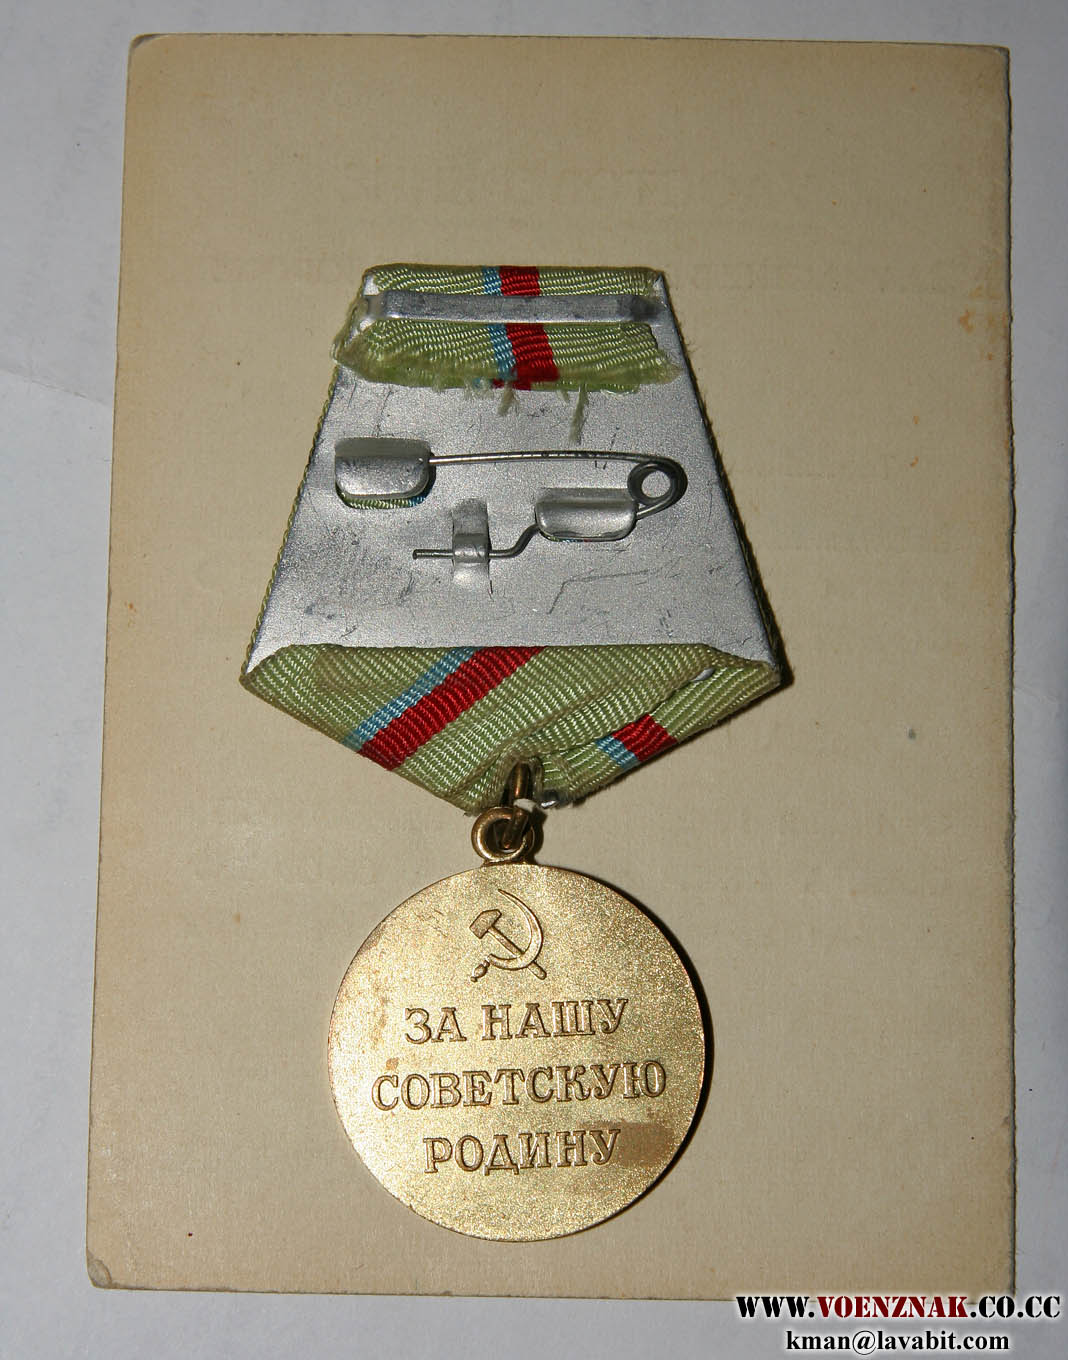 ЗА НАШУ
СОВЕТСКУЮ
РОДИНУ
WWW.VOENZNAK.CO.CC
kman@lavabit.com